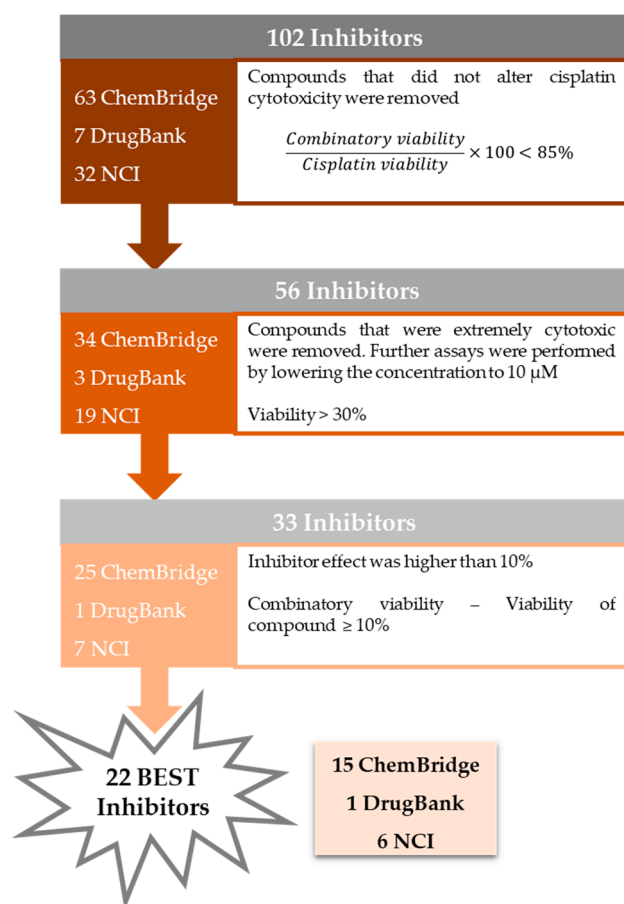 102 Inhibitors
63 ChemBridge
7 DrugBank
32 NCI
Compounds that did not alter cisplatin
cytotoxicity were removed
Combinatory viability
Cisplatin viability
× 100 < 85%
56 Inhibitors
34 ChemBridge
3 DrugBank
19 NCI
Compounds that were extremely cytotoxic
were removed. Further assays were performed
by lowering the concentration to 10 μM
Viability > 30%
33 Inhibitors
25 ChemBridge
1 DrugBank
7 NCI
Inhibitor effect was higher than 10%
Combinatory viability – Viability of
compound ≥ 10%
22 BEST
Inhibitors
15 ChemBridge
1 DrugBank
6 NCI